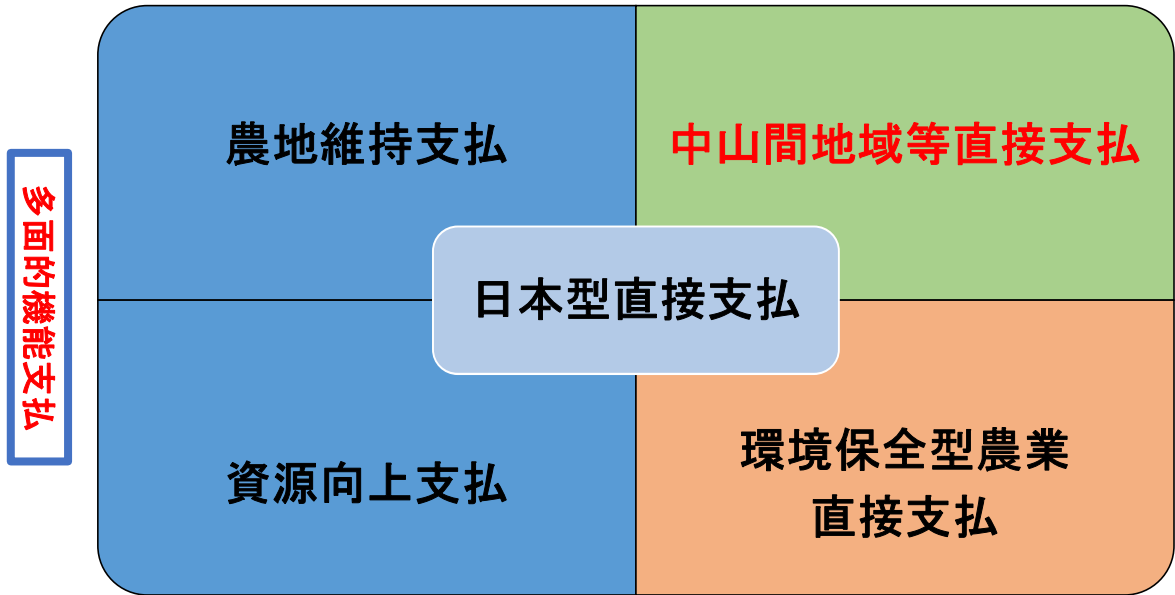 農地維持支払
中山間地域等直接支払
多面的機能支払
日本型直接支払
資源向上支払
環境保全型農業
直接支払